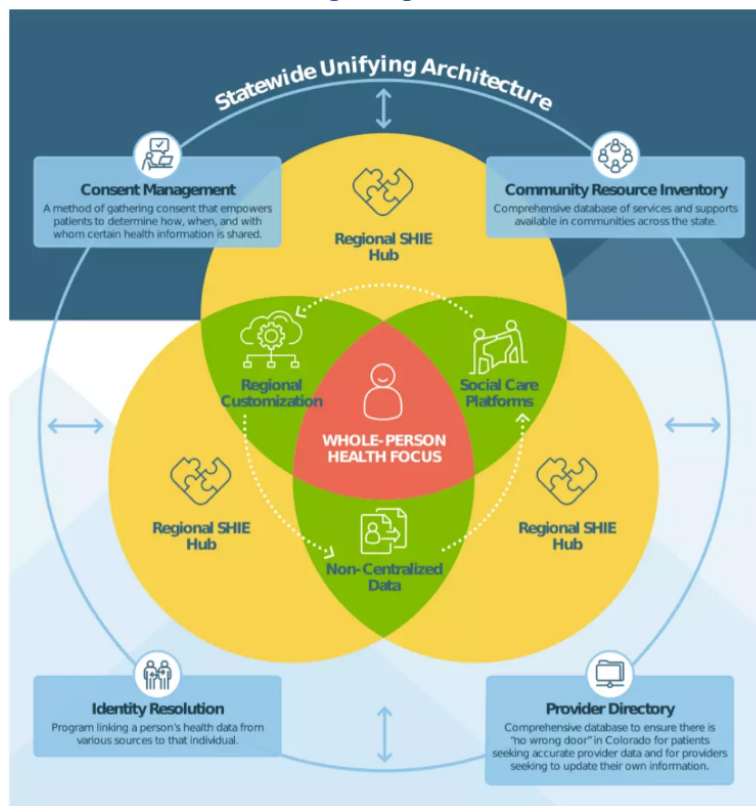 Statewide Unifying Architecture
Consent Management
A method of gathering consent that empowers
patients to determine how, when, and with
whom certain health information is shared.
Community Resource Inventory
Comprehensive database of services and supports
available in communities across the state.
Regional SHIE
Hub
Regional
Customization
Social Care
Platforms
WHOLE-PERSON
HEALTH FOCUS
Regional SHIE
Hub
Regional SHIE
Hub
Non-Centralized
Data
Identity Resolution
Program linking a person's health data from
various sources to that individual.
Provider Directory
Comprehensive database to ensure there is
"no wrong door" in Colorado for patients
seeking accurate provider data and for providers
seeking to update their own information.